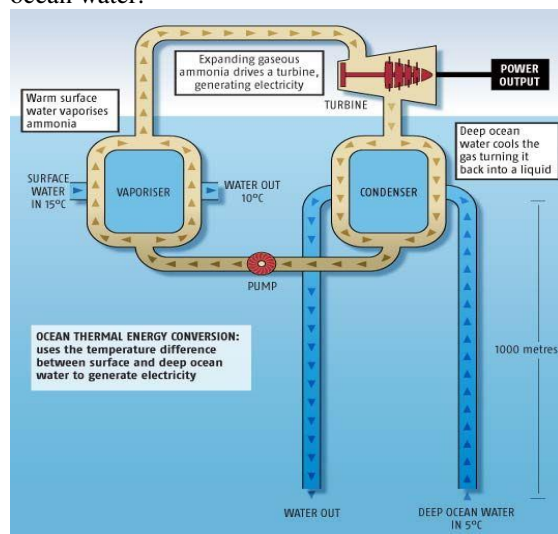 ocean water.
Expanding gaseous
ammonia drives a turbine,
generating electricity
POWER
OUTPUT
TURBINE
Warm surface
water vaporises
ammonia
Deep ocean
water cools the
gas turning it
back into a liquid
SURFACE
WATER
IN 15°C
VAPORISER
WATER OUT
10°C
CONDENSER
PUMP
OCEAN THERMAL ENERGY CONVERSION:
uses the temperature difference
between surface and deep ocean
water to generate electricity
1000 metres
WATER OUT
DEEP OCEAN WATER
IN 5°C